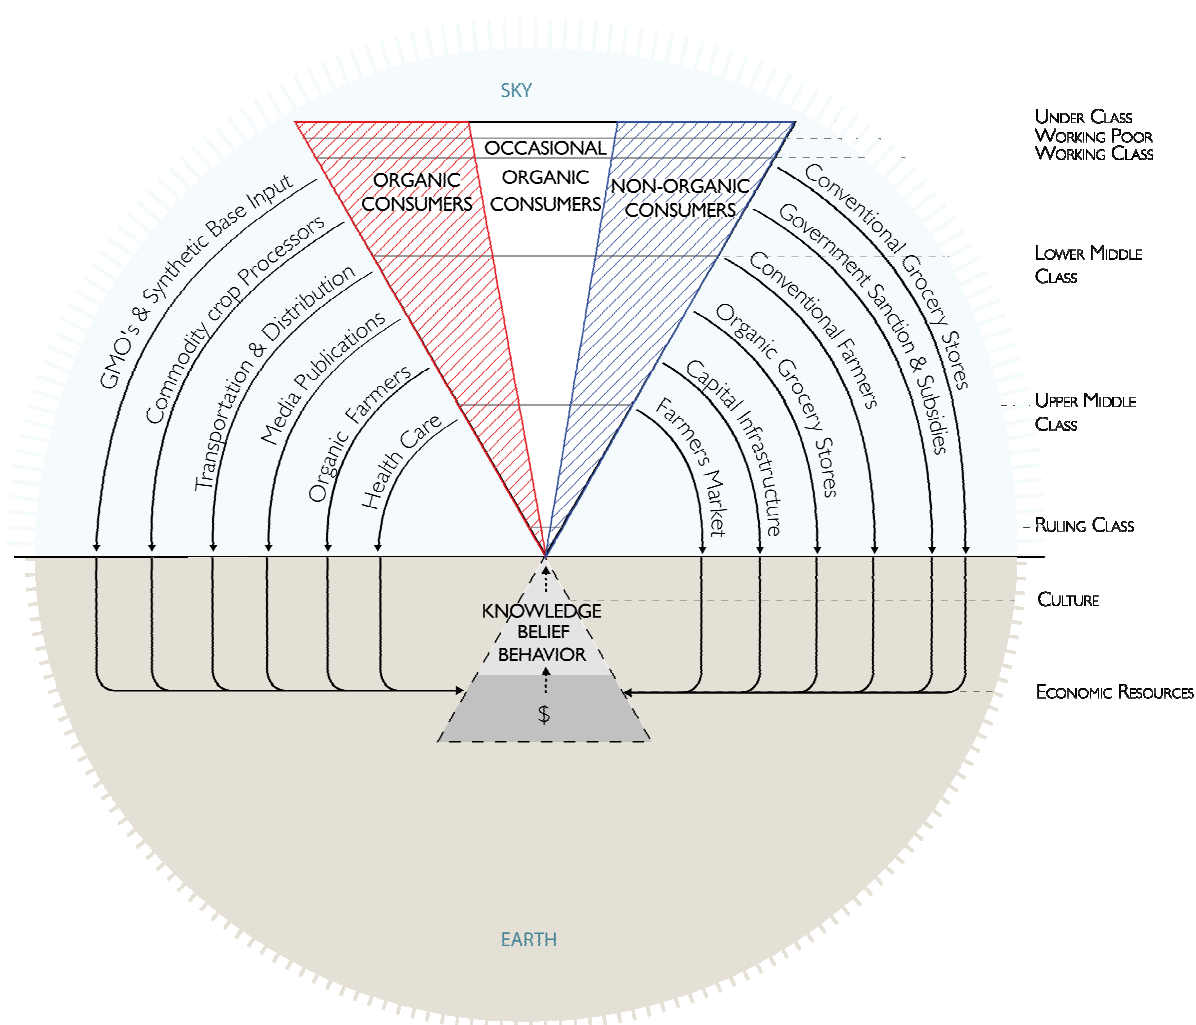 SKY
UNDER CLASS
WORKING POOR
WORKING CLASS
OCCASIONAL
ORGANIC
CONSUMERS
ORGANIC
CONSUMERS
NON-ORGANIC
CONSUMERS
GMO's & Synthetic Base Input
Commodity crop Processors
Transportation & Distribution
Media Publications
Organic Farmers
Health Care
Conventional Grocery Stores
Government Sanction & Subsidies
Conventional Farmers
Organic Grocery Stores
Capital Infrastructure
Farmers Market
LOWER MIDDLE
CLASS
UPPER MIDDLE
CLASS
RULING CLASS
CULTURE
KNOWLEDGE
BELIEF
BEHAVIOR
ECONOMIC RESOURCES
$
EARTH